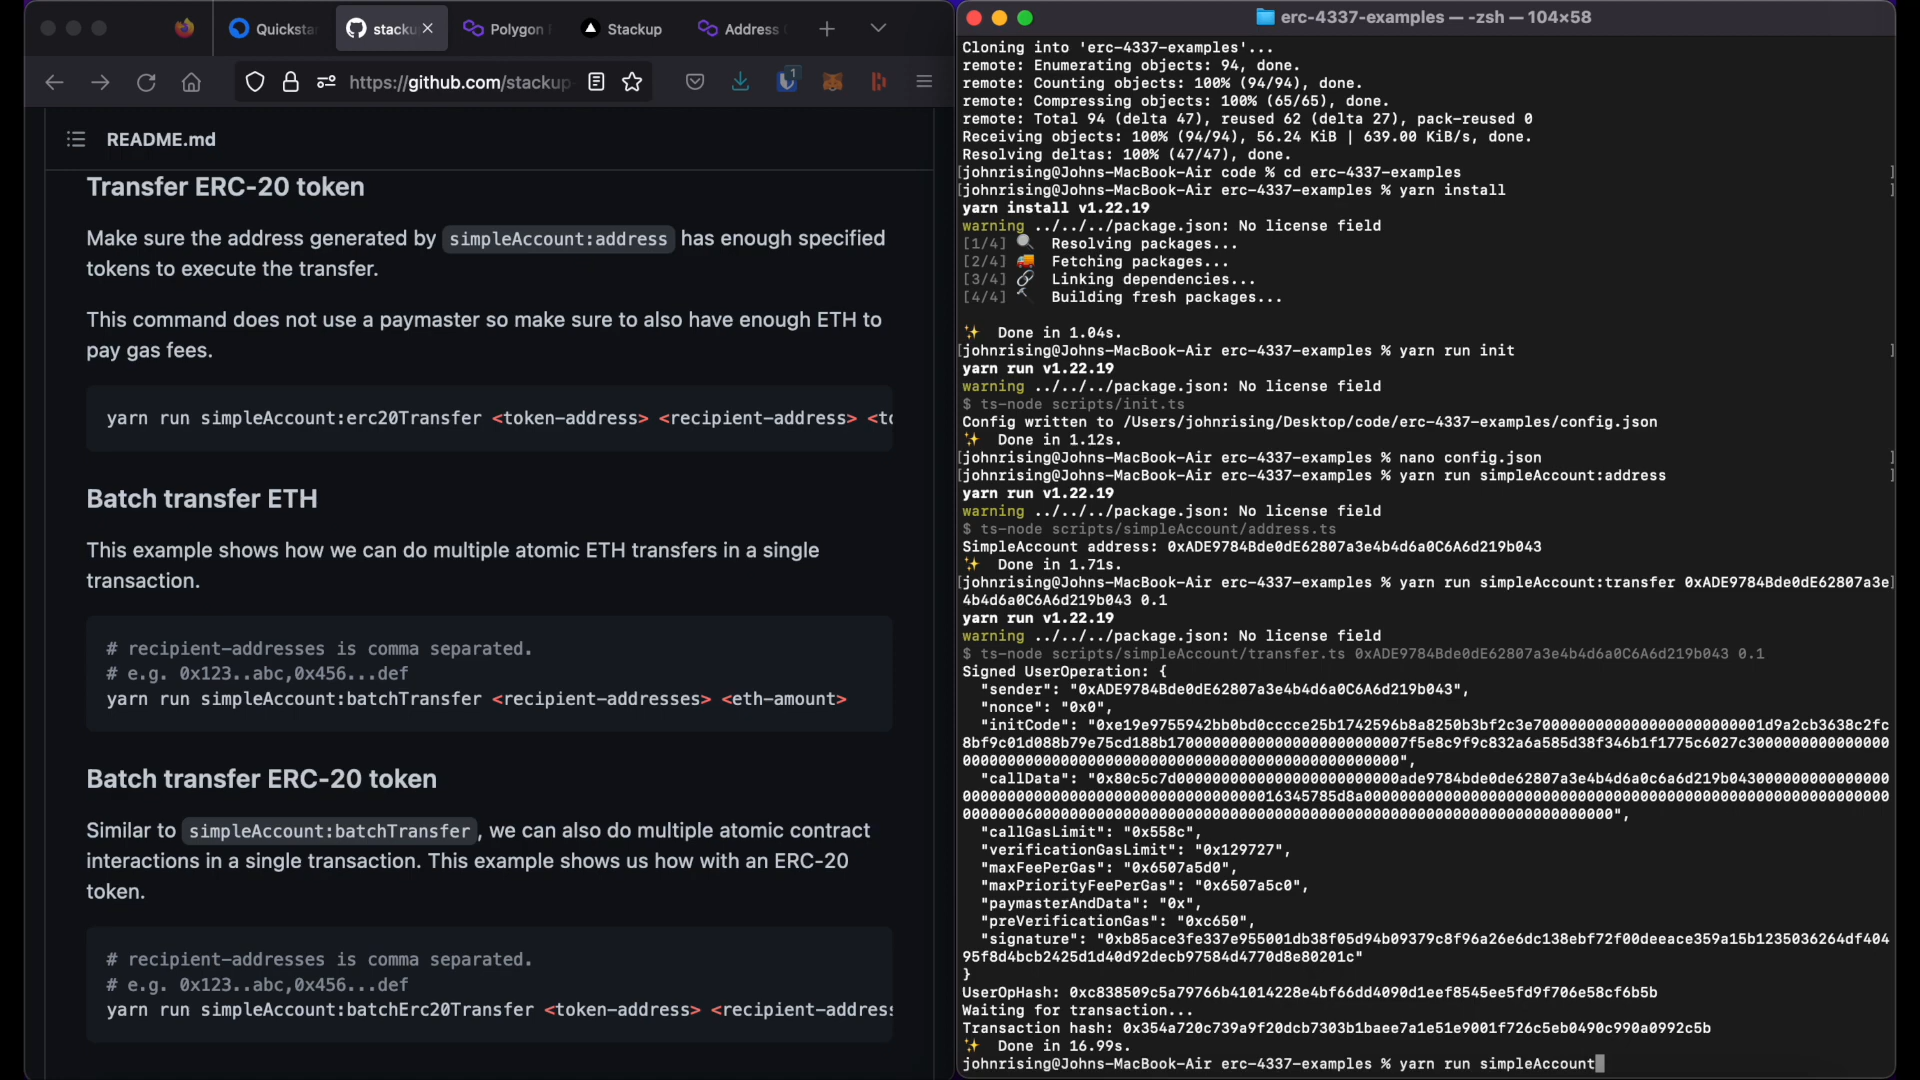 Quickstar
stacku
Polygon
Stackup
Address
https://github.com/stackup-
1
README.md
Transfer ERC-20 token
Make sure the address generated by simpleAccount:address has enough specified
tokens to execute the transfer.
This command does not use a paymaster so make sure to also have enough ETH to
pay gas fees.
yarn run simpleAccount:erc20Transfer <token-address> <recipient-address> <to
Batch transfer ETH
This example shows how we can do multiple atomic ETH transfers in a single
transaction.
# recipient-addresses is comma separated.
# e.g. 0x123..abc,0x456...def
yarn run simpleAccount:batchTransfer <recipient-addresses> <eth-amount>
Batch transfer ERC-20 token
Similar to simpleAccount:batchTransfer, we can also do multiple atomic contract
interactions in a single transaction. This example shows us how with an ERC-20
token.
# recipient-addresses is comma separated.
# e.g. 0x123..abc,0x456...def
yarn run simpleAccount:batchErc20Transfer <token-address> <recipient-address
erc-4337-examples — -zsh — 104×58
Cloning into 'erc-4337-examples'...
remote: Enumerating objects: 94, done.
remote: Counting objects: 100% (94/94), done.
remote: Compressing objects: 100% (65/65), done.
remote: Total 94 (delta 47), reused 62 (delta 27), pack-reused 0
Receiving objects: 100% (94/94), 56.24 KiB | 639.00 KiB/s, done.
Resolving deltas: 100% (47/47), done.
[johnrising@Johns-MacBook-Air code % cd erc-4337-examples ]
[johnrising@Johns-MacBook-Air erc-4337-examples % yarn install ]
yarn install v1.22.19
warning ../../../package.json: No license field
[1/4] 🔍 Resolving packages...
[2/4] 🚚 Fetching packages...
[3/4] 🔗 Linking dependencies...
[4/4] 🔨 Building fresh packages...
✨ Done in 1.04s.
[johnrising@Johns-MacBook-Air erc-4337-examples % yarn run init ]
yarn run v1.22.19
warning ../../../package.json: No license field
$ ts-node scripts/init.ts
Config written to /Users/johnrising/Desktop/code/erc-4337-examples/config.json
✨ Done in 1.12s.
[johnrising@Johns-MacBook-Air erc-4337-examples % nano config.json ]
[johnrising@Johns-MacBook-Air erc-4337-examples % yarn run simpleAccount:address ]
yarn run v1.22.19
warning ../../../package.json: No license field
$ ts-node scripts/simpleAccount/address.ts
SimpleAccount address: 0xADE9784Bde0dE62807a3e4b4d6a0C6A6d219b043
✨ Done in 1.71s.
[johnrising@Johns-MacBook-Air erc-4337-examples % yarn run simpleAccount:transfer 0xADE9784Bde0dE62807a3e]
4b4d6a0C6A6d219b043 0.1
yarn run v1.22.19
warning ../../../package.json: No license field
$ ts-node scripts/simpleAccount/transfer.ts 0xADE9784Bde0dE62807a3e4b4d6a0C6A6d219b043 0.1
Signed UserOperation: {
"sender": "0xADE9784Bde0dE62807a3e4b4d6a0C6A6d219b043",
"nonce": "0x0",
"initCode": "0xe19e9755942bb0bd0cccce25b1742596b8a8250b3bf2c3e7000000000000000000000000001d9a2cb3638c2fc
8bf9c01d088b79e75cd188b17000000000000000000000000007f5e8c9f9c832a6a585d38f346b1f1775c6027c3000000000000000
0000000000000000000000000000000000000000000000000",
"callData": "0x80c5c7d0000000000000000000000000ade9784bde0de62807a3e4b4d6a0c6a6d219b0430000000000000000
00000000000000000000000000000000016345785d8a00000000000000000000000000000000000000000000000000000000000000
00000006000000000000000000000000000000000000000000000000000000000000000000",
"callGasLimit": "0x558c",
"verificationGasLimit": "0x129727",
"maxFeePerGas": "0x6507a5d0",
"maxPriorityFeePerGas": "0x6507a5c0",
"paymasterAndData": "0x",
"preVerificationGas": "0xc650",
"signature": "0xb85ace3fe337e955001db38f05d94b09379c8f96a26e6dc138ebf72f00deeace359a15b1235036264df404
95f8d4bcb2425d1d40d92decb97584d4770d8e80201c"
}
UserOpHash: 0xc838509c5a79766b41014228e4bf66dd4090d1eef8545ee5fd9f706e58cf6b5b
Waiting for transaction...
Transaction hash: 0x354a720c739a9f20dcb7303b1baee7a1e51e9001f726c5eb0490c990a0992c5b
✨ Done in 16.99s.
johnrising@Johns-MacBook-Air erc-4337-examples % yarn run simpleAccount